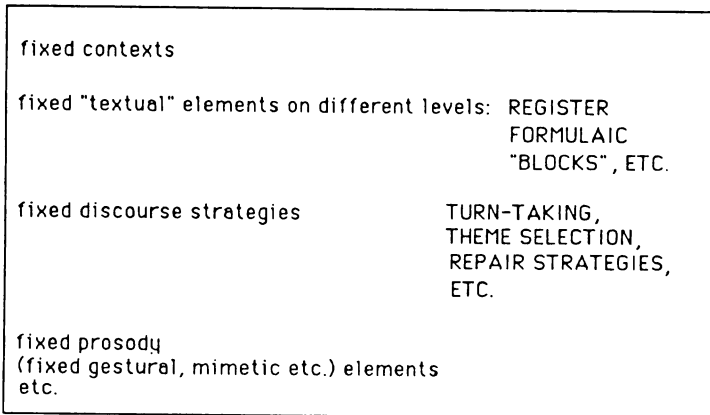 fixed contexts
fixed "textual" elements on different levels: REGISTER
FORMULAIC
"BLOCKS", ETC.
fixed discourse strategies TURN-TAKING,
THEME SELECTION,
REPAIR STRATEGIES,
ETC.
fixed prosody
(fixed gestural, mimetic etc.) elements
etc.